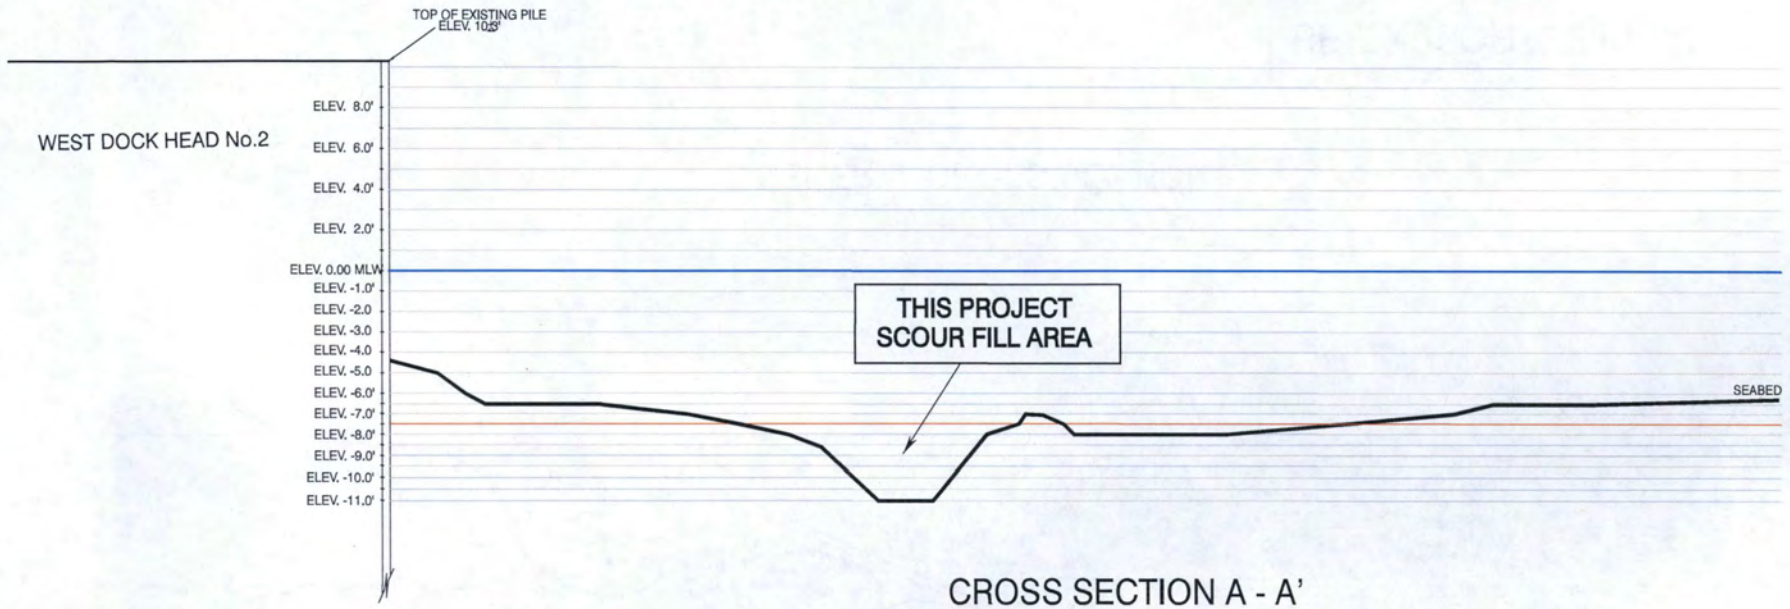 TOP OF EXISTING PILE
WEST DOCK HEAD No.2
ELEV. 8.0'
ELEV. 6.0'
ELEV. 4.0'
ELEV. 2.0'
ELEV. 0.00 MLW
ELEV. -1.0'
ELEV. -2.0
ELEV. -3.0
ELEV. -4.0
ELEV. -5.0
ELEV. -6.0'
ELEV. -7.0'
ELEV. -8.0'
ELEV. -9.0'
ELEV. -10.0'
ELEV. -11.0'
THIS PROJECT
SCOUR FILL AREA
SEABED
CROSS SECTION A - A'